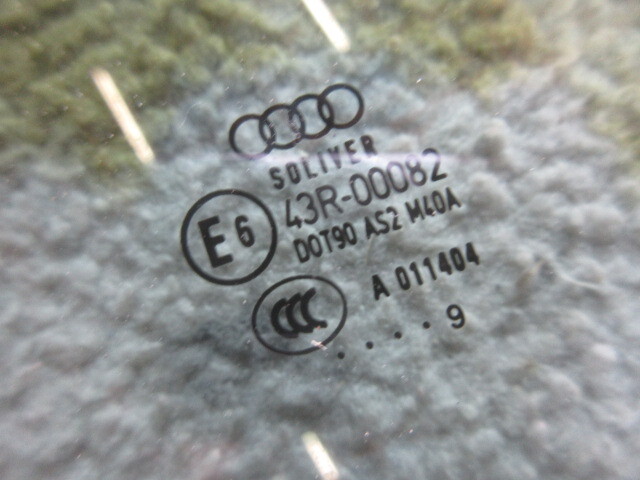 SOLIVER
E6 43R-00082
DOT90 AS2 M40A
CCC A 011404
. . . . 9